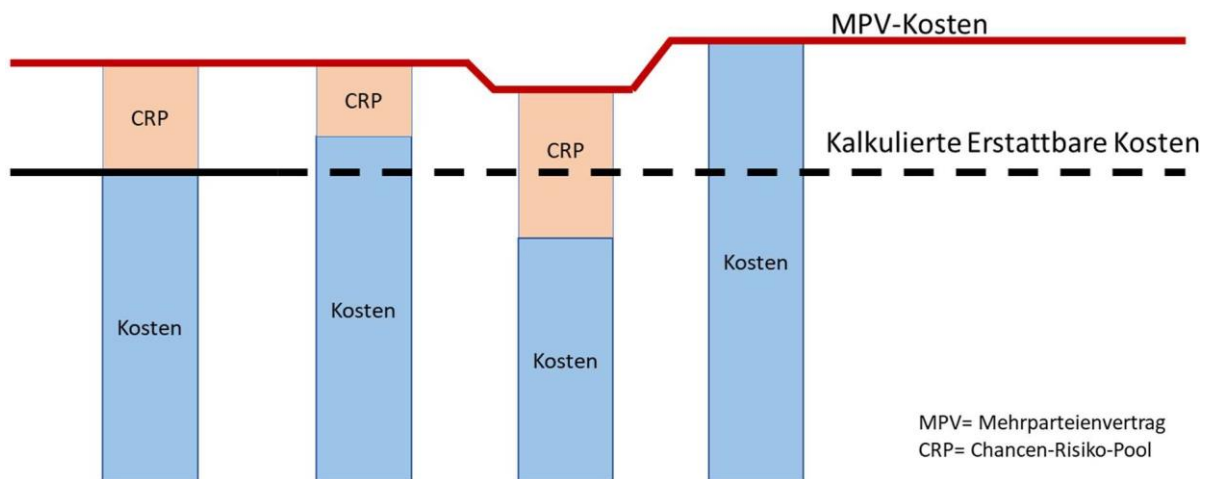 MPV-Kosten
CRP
CRP
CRP
Kalkulierte Erstattbare Kosten
Kosten
Kosten
Kosten
Kosten
MPV= Mehrparteienvertrag
CRP= Chancen-Risiko-Pool